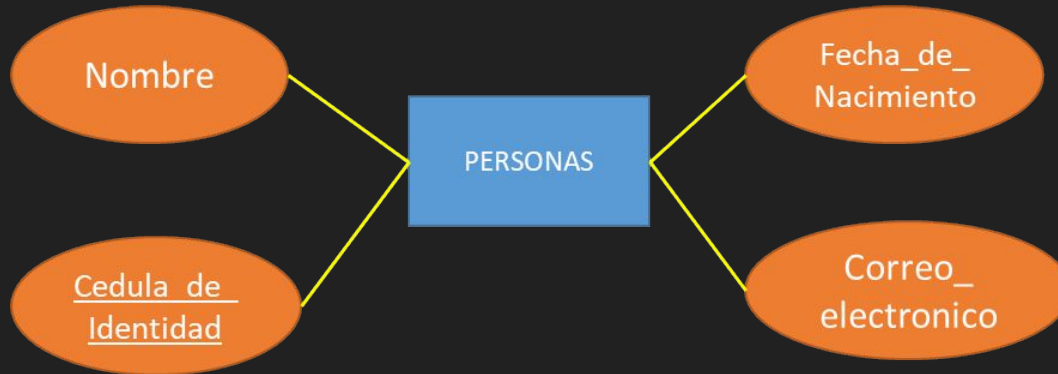 Nombre
Fecha_de_
Nacimiento
PERSONAS
Cedula_de_
Identidad
Correo_
electronico